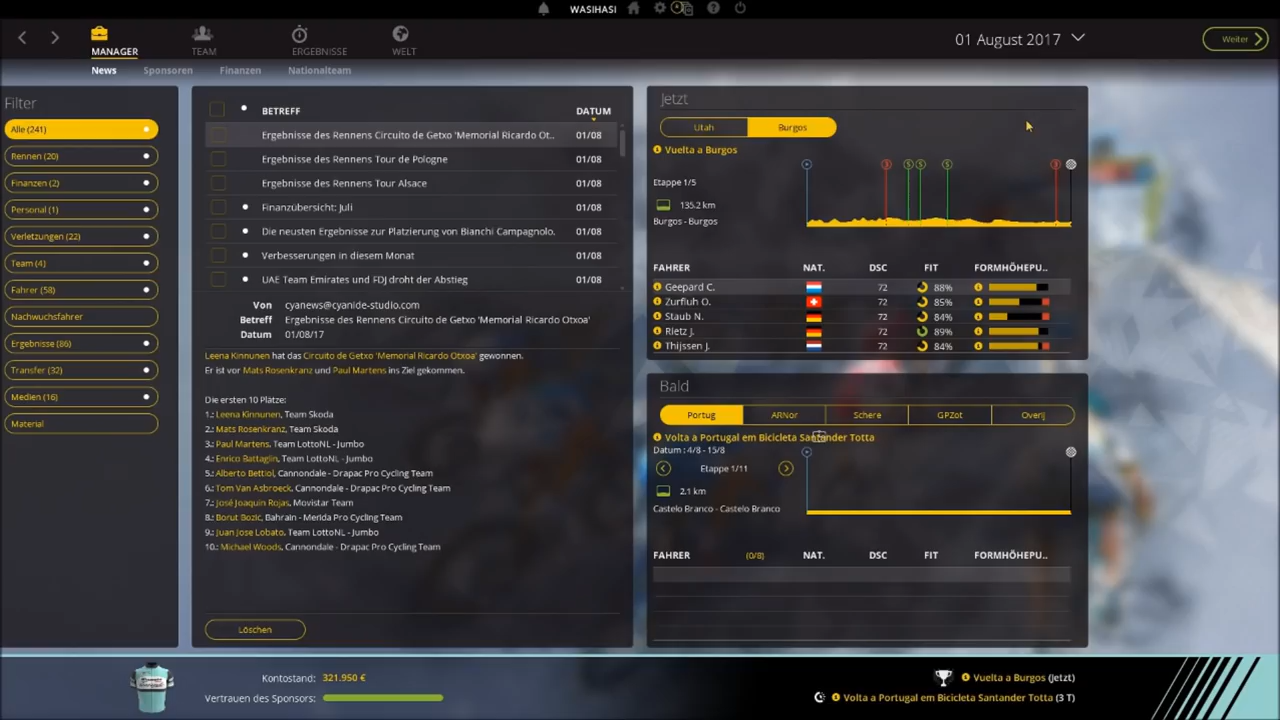 WASIHASI
MANAGER
TEAM
ERGEBNISSE
WELT
01 August 2017
Weiter
News
Sponsoren
Finanzen
Nationalteam
Filter
Alle (241)
Rennen (20)
Finanzen (2)
Personal (1)
Verletzungen (22)
Team (4)
Fahrer (58)
Nachwuchsfahrer
Ergebnisse (86)
Transfer (32)
Medien (16)
Material
BETREFF DATUM
Ergebnisse des Rennens Circuito de Getxo 'Memorial Ricardo Ot... 01/08
Ergebnisse des Rennens Tour de Pologne 01/08
Ergebnisse des Rennens Tour Alsace 01/08
Finanzübersicht: Juli 01/08
Die neusten Ergebnisse zur Platzierung von Bianchi Campagnolo. 01/08
Verbesserungen in diesem Monat 01/08
UAE Team Emirates und FDJ droht der Abstieg 01/08
Von cyanews@cyanide-studio.com
Betreff Ergebnisse des Rennens Circuito de Getxo 'Memorial Ricardo Otxoa'
Datum 01/08/17
Leena Kinnunen hat das Circuito de Getxo 'Memorial Ricardo Otxoa' gewonnen.
Er ist vor Mats Rosenkranz und Paul Martens ins Ziel gekommen.
Die ersten 10 Plätze:
1.: Leena Kinnunen, Team Skoda
2.: Mats Rosenkranz, Team Skoda
3.: Paul Martens, Team LottoNL - Jumbo
4.: Enrico Battaglin, Team LottoNL - Jumbo
5.: Alberto Bettiol, Cannondale - Drapac Pro Cycling Team
6.: Tom Van Asbroeck, Cannondale - Drapac Pro Cycling Team
7.: José Joaquin Rojas, Movistar Team
8.: Borut Bozic, Bahrain - Merida Pro Cycling Team
9.: Juan Jose Lobato, Team LottoNL - Jumbo
10.: Michael Woods, Cannondale - Drapac Pro Cycling Team
Löschen
Jetzt
Utah Burgos
Vuelta a Burgos
Etappe 1/5
135.2 km
Burgos - Burgos
3 S S S 3
FAHRER NAT. DSC FIT FORMHÖHEPU..
Geepard C. 72 88%
Zurfluh O. 72 85%
Staub N. 72 84%
Rietz J. 72 89%
Thijssen J. 72 84%
Bald
Portug ARNor Schere GPZot Overij
Volta a Portugal em Bicicleta Santander Totta
Datum : 4/8 - 15/8
Etappe 1/11
2.1 km
Castelo Branco - Castelo Branco
FAHRER (0/8) NAT. DSC FIT FORMHÖHEPU..
Kontostand: 321.950 €
Vertrauen des Sponsors:
Vuelta a Burgos (Jetzt)
Volta a Portugal em Bicicleta Santander Totta (3 T)